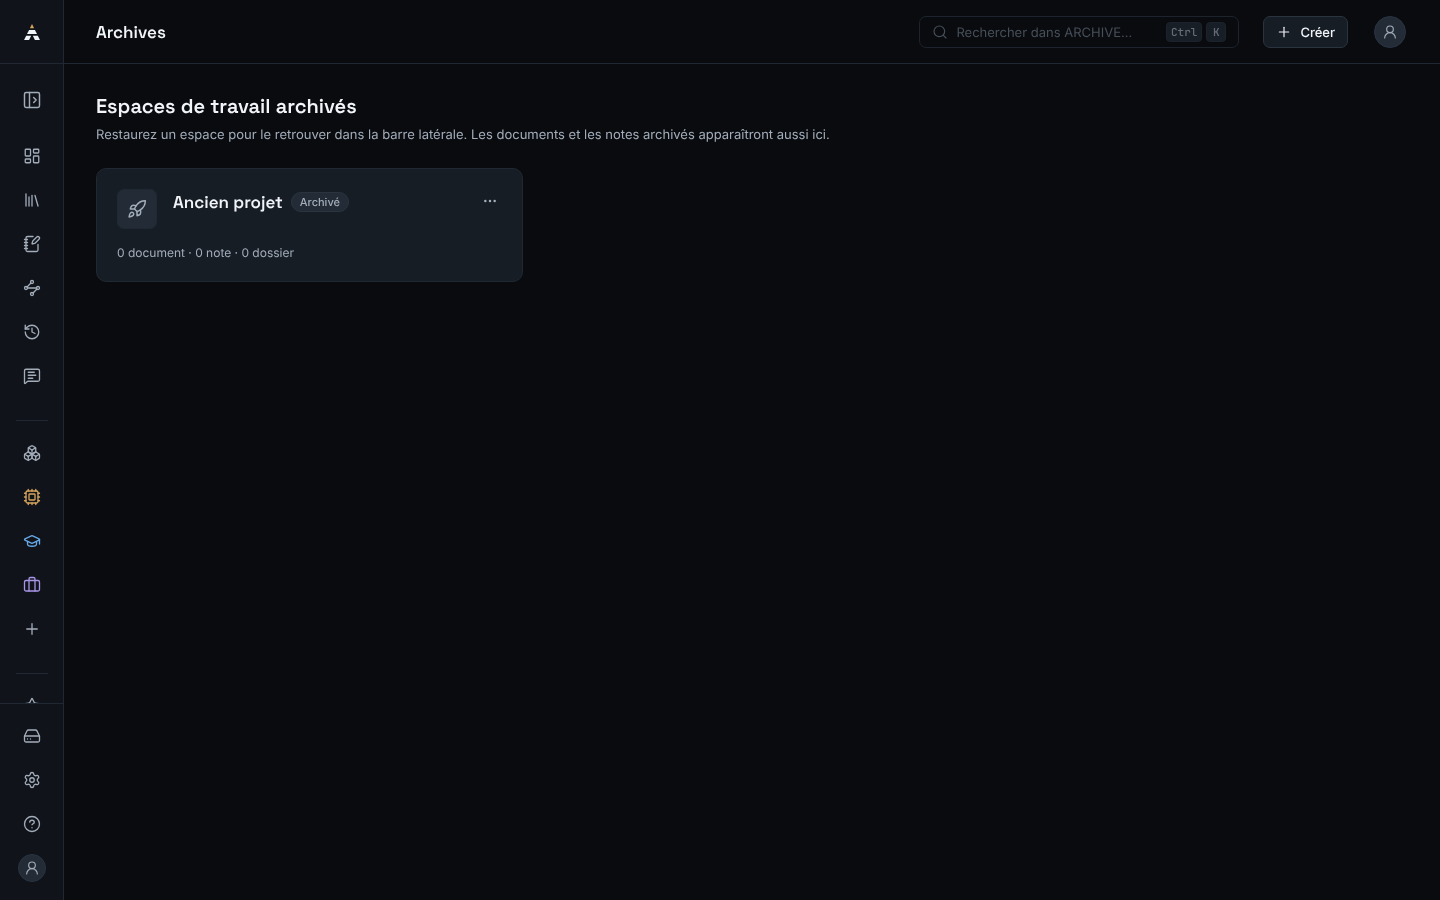 Archives
Rechercher dans ARCHIVE...
Ctrl
K
Créer
Espaces de travail archivés
Restaurez un espace pour le retrouver dans la barre latérale. Les documents et les notes archivés apparaîtront aussi ici.
Ancien projet
Archivé
0 document · 0 note · 0 dossier